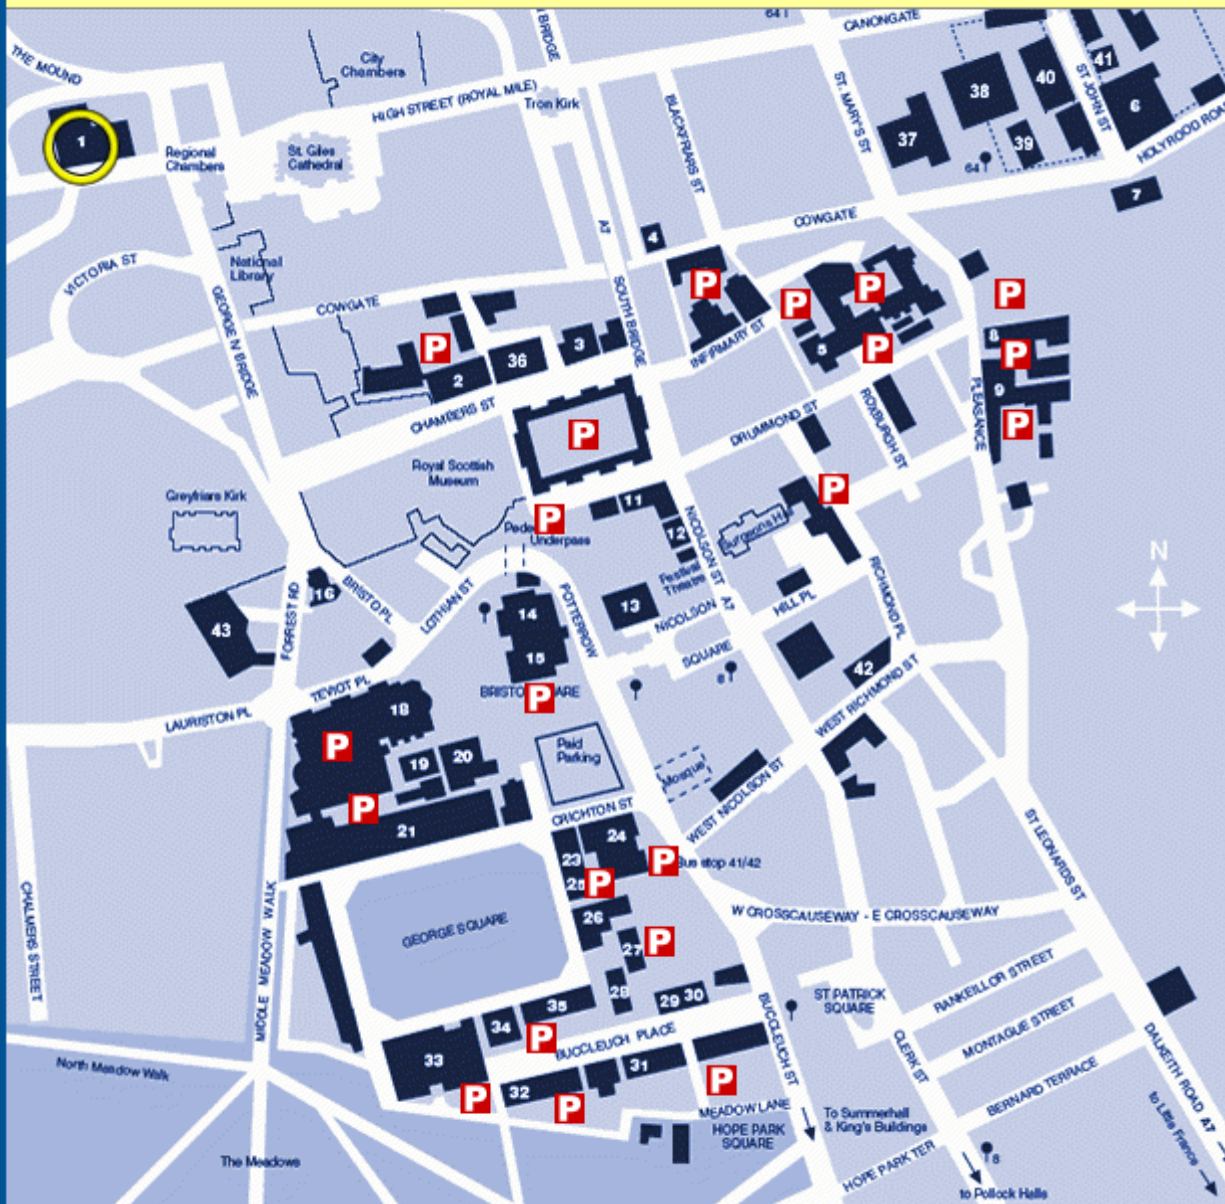 64
N BRIDGE
CANONGATE
THE MOUND
City
Chambers
ST. MARY'S ST
ST JOHN ST
41
40
38
6
HIGH STREET (ROYAL MILE)
Tron Kirk
BLACKFRIARS ST
37
39
64
HOLYROOD ROAD
1
Regional
Chambers
St. Giles
Cathedral
7
A7
4
COWGATE
VICTORIA ST
National
Library
GEORGE IV BRIDGE
COWGATE
SOUTH BRIDGE
P
P
P
P
INFIRMARY ST
5
P
8
P
9
P
P
3
36
2
CHAMBERS ST
P
DRUMMOND ST
ROXBURGH ST
PLEASANCE
Royal Scottish
Museum
Greyfriars Kirk
P
11
P
Underpass
12
NICOLSON ST A7
Surgeons Hall
Festival
Theatre
N
16
BRISTO PL
LOTHIAN ST
POTTERROW
14
13
NICOLSON
SQUARE
HILL PL
RICHMOND PL
43
FORREST RD
15
8
42
WEST RICHMOND ST
TEVIOT PL
P
LAURISTON PL
18
P
19
20
Paid
Parking
Mosque
WEST NICOLSON ST
P
21
CRICHTON ST
23
24
P
Bus stop 41/42
25
P
ST LEONARDS ST
CHALMERS STREET
MIDDLE MEADOW WALK
GEORGE SQUARE
26
27
P
W CROSSCAUSEWAY - E CROSSCAUSEWAY
28
29
30
35
34
P
BUCCLEUCH PLACE
BUCCLEUCH ST
ST PATRICK
SQUARE
RANKEILLOR STREET
MONTAGUE STREET
CLERK ST
BERNARD TERRACE
DALKEITH ROAD A7
North Meadow Walk
33
31
32
P
P
P
MEADOW LANE
HOPE PARK
SQUARE
To Summerhall
& King's Buildings
to Little France
The Meadows
HOPE PARK TER
8
to Pollock Halls